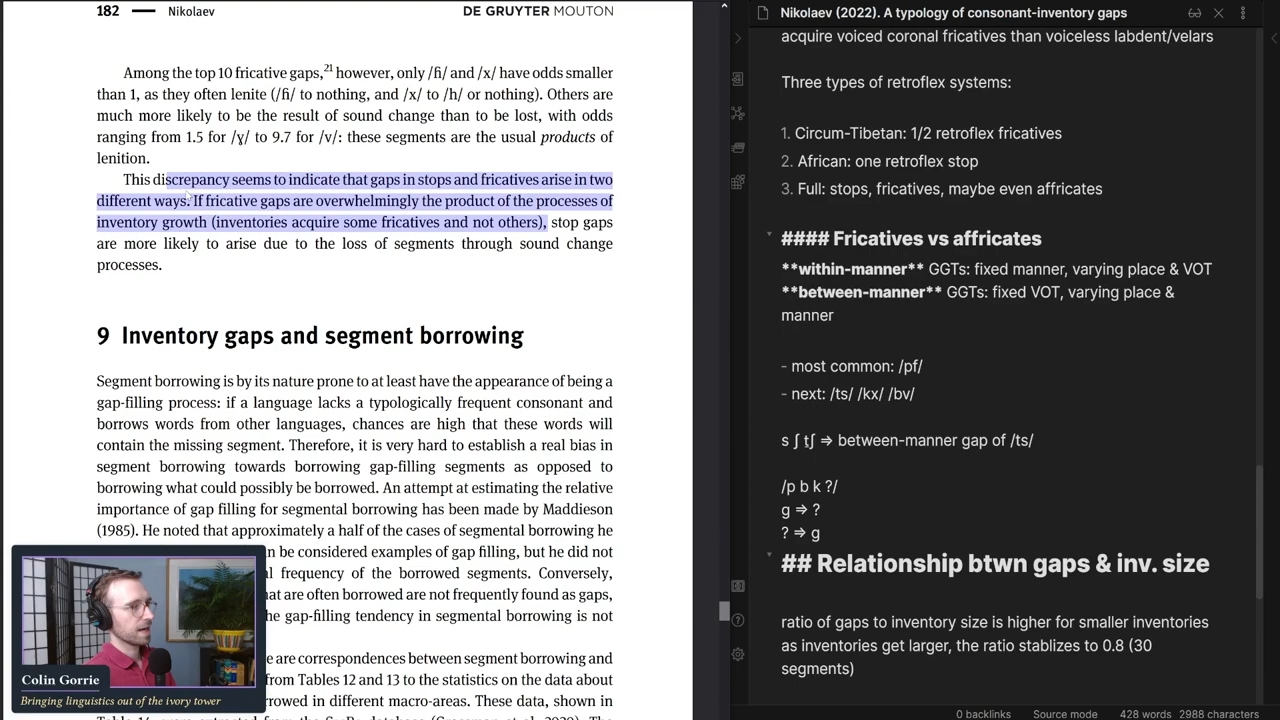 182 — Nikolaev
DE GRUYTER MOUTON
Among the top 10 fricative gaps,21 however, only /ɦ/ and /x/ have odds smaller
than 1, as they often lenite (/ɦ/ to nothing, and /x/ to /h/ or nothing). Others are
much more likely to be the result of sound change than to be lost, with odds
ranging from 1.5 for /ɣ/ to 9.7 for /v/: these segments are the usual products of
lenition.
This discrepancy seems to indicate that gaps in stops and fricatives arise in two
different ways. If fricative gaps are overwhelmingly the product of the processes of
inventory growth (inventories acquire some fricatives and not others), stop gaps
are more likely to arise due to the loss of segments through sound change
processes.
9 Inventory gaps and segment borrowing
Segment borrowing is by its nature prone to at least have the appearance of being a
gap-filling process: if a language lacks a typologically frequent consonant and
borrows words from other languages, chances are high that these words will
contain the missing segment. Therefore, it is very hard to establish a real bias in
segment borrowing towards borrowing gap-filling segments as opposed to
borrowing what could possibly be borrowed. An attempt at estimating the relative
importance of gap filling for segmental borrowing has been made by Maddieson
(1985). He noted that approximately a half of the cases of segmental borrowing he
n be considered examples of gap filling, but he did not
l frequency of the borrowed segments. Conversely,
hat are often borrowed are not frequently found as gaps,
he gap-filling tendency in segmental borrowing is not
e are correspondences between segment borrowing and
from Tables 12 and 13 to the statistics on the data about
rrowed in different macro-areas. These data, shown in
Colin Gorrie
Bringing linguistics out of the ivory tower
Nikolaev (2022). A typology of consonant-inventory gaps
acquire voiced coronal fricatives than voiceless labdent/velars
Three types of retroflex systems:
1. Circum-Tibetan: 1/2 retroflex fricatives
2. African: one retroflex stop
3. Full: stops, fricatives, maybe even affricates
#### Fricatives vs affricates
**within-manner** GGTs: fixed manner, varying place & VOT
**between-manner** GGTs: fixed VOT, varying place &
manner
- most common: /pf/
- next: /ts/ /kx/ /bv/
s ʃ t̠ʃ ⇒ between-manner gap of /ts/
/p b k ?/
g ⇒ ?
? ⇒ g
## Relationship btwn gaps & inv. size
ratio of gaps to inventory size is higher for smaller inventories
as inventories get larger, the ratio stablizes to 0.8 (30
segments)
0 backlinks Source mode 428 words 2988 characters